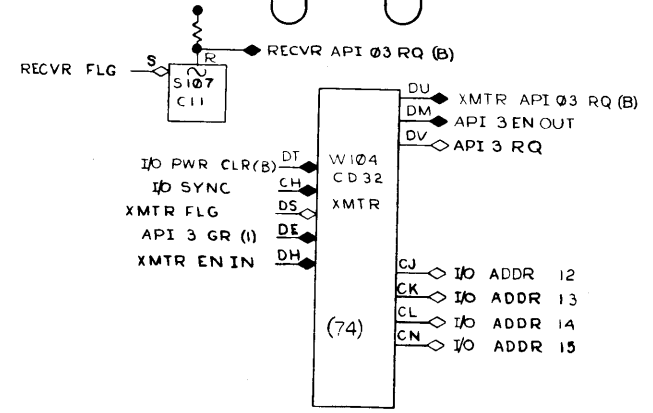 R
RECVR API Ø3 RQ (B)
RECVR FLG
S
S1Ø7
C11
DU
XMTR API Ø3 RQ (B)
DM
API 3 EN OUT
DV
API 3 RQ
I/O PWR CLR(B)
DT
W1Ø4
I/O SYNC
CH
CD32
XMTR FLG
DS
XMTR
API 3 GR (1)
DE
XMTR EN IN
DH
CJ
I/O ADDR 12
CK
I/O ADDR 13
CL
I/O ADDR 14
(74)
CN
I/O ADDR 15